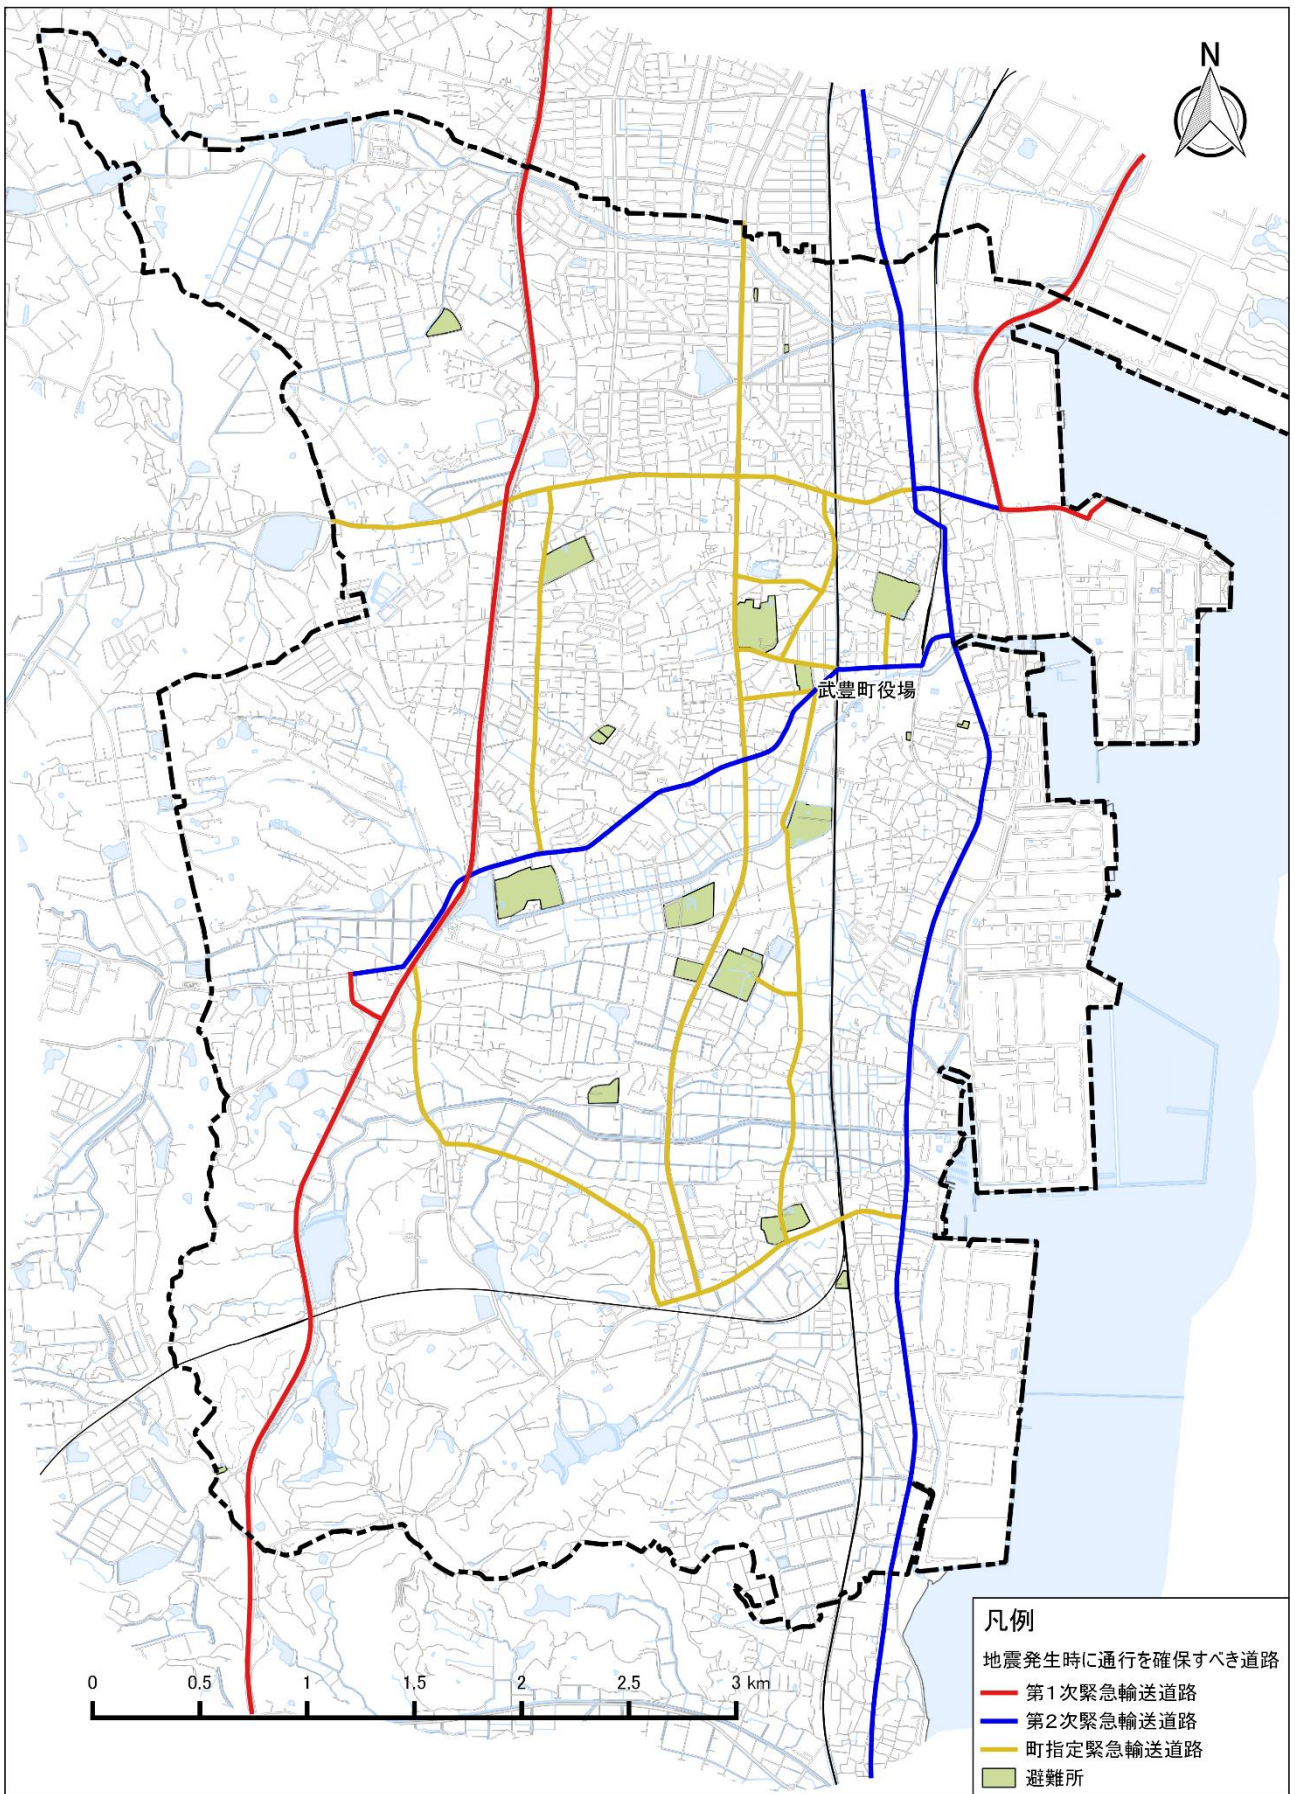 N
武豊町役場
凡例
地震発生時に通行を確保すべき道路
第1次緊急輸送道路
第2次緊急輸送道路
町指定緊急輸送道路
避難所
0 0.5 1 1.5 2 2.5 3 km